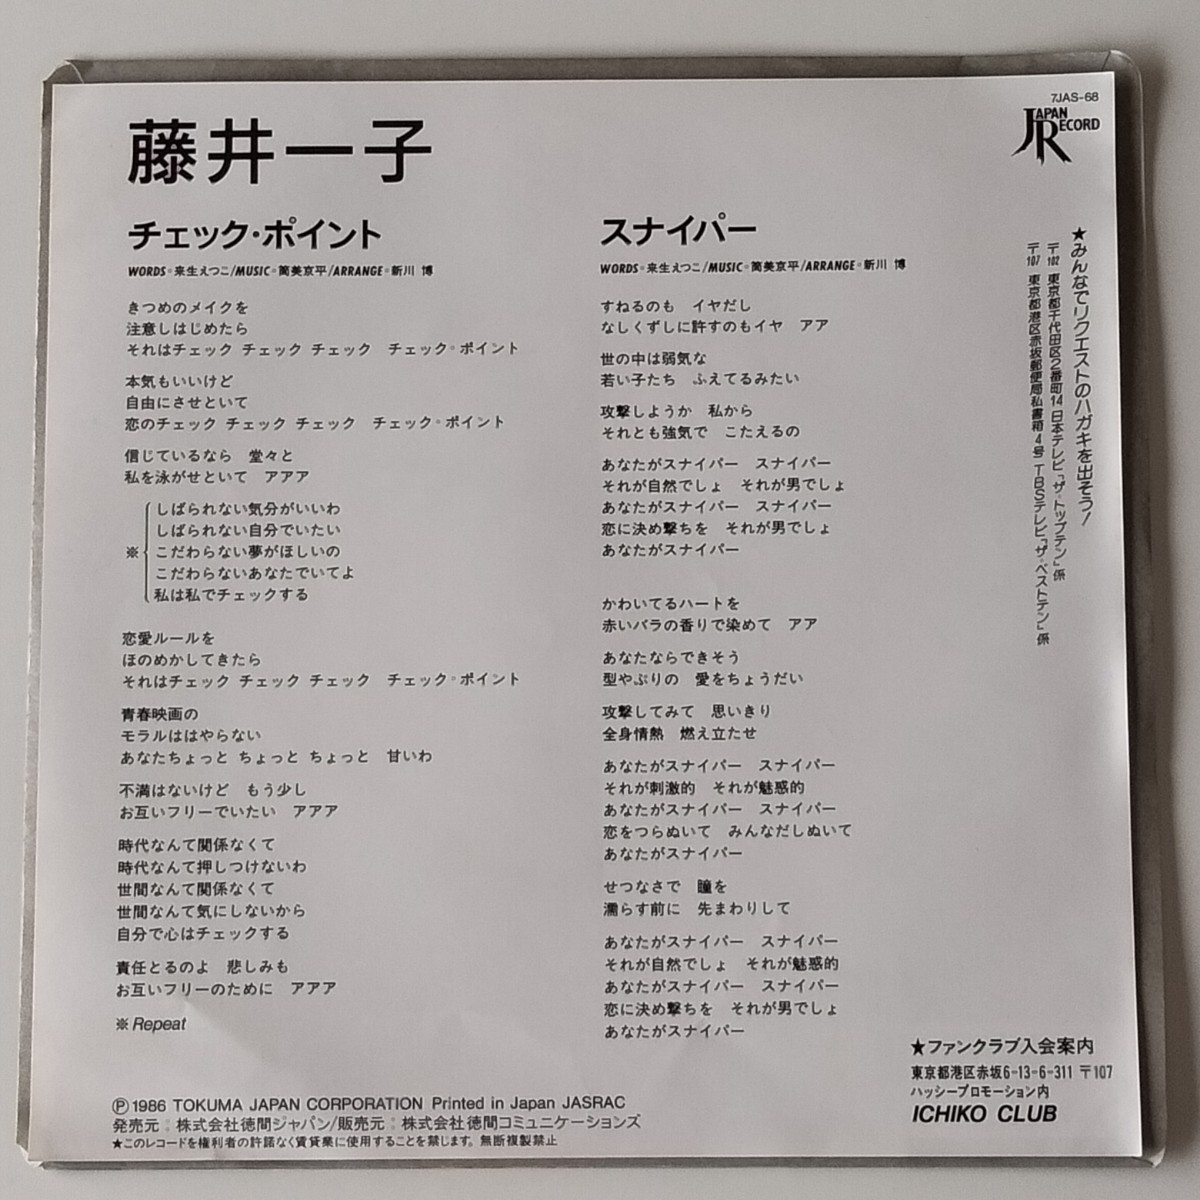 7JAS-68
JAPAN RECORD
藤井一子
チェック・ポイント
WORDS●来生えつこ/MUSIC●筒美京平/ARRANGE●新川 博
きつめのメイクを
注意しはじめたら
それはチェック チェック チェック　チェック●ポイント
本気もいいけど
自由にさせといて
恋のチェック チェック チェック　チェック●ポイント
信じているなら　堂々と
私を泳がせといて　アアア
しばられない気分がいいわ
しばられない自分でいたい
※ こだわらない夢がほしいの
こだわらないあなたでいてよ
私は私でチェックする
恋愛ルールを
ほのめかしてきたら
それはチェック チェック チェック　チェック●ポイント
青春映画の
モラルははやらない
あなたちょっと ちょっと ちょっと　甘いわ
不満はないけど　もう少し
お互いフリーでいたい　アアア
時代なんて関係なくて
時代なんて押しつけないわ
世間なんて関係なくて
世間なんて気にしないから
自分で心はチェックする
責任とるのよ　悲しみも
お互いフリーのために　アアア
※Repeat
スナイパー
WORDS●来生えつこ/MUSIC●筒美京平/ARRANGE●新川 博
すねるのも　イヤだし
なしくずしに許すのもイヤ　アア
世の中は弱気な
若い子たち　ふえてるみたい
攻撃しようか　私から
それとも強気で　こたえるの
あなたがスナイパー　スナイパー
それが自然でしょ　それが男でしょ
あなたがスナイパー　スナイパー
恋に決め撃ちを　それが男でしょ
あなたがスナイパー
かわいてるハートを
赤いバラの香りで染めて　アア
あなたならできそう
型やぶりの　愛をちょうだい
攻撃してみて　思いきり
全身情熱　燃え立たせ
あなたがスナイパー　スナイパー
それが刺激的　それが魅惑的
あなたがスナイパー　スナイパー
恋をつらぬいて　みんなだしぬいて
あなたがスナイパー
せつなさで　瞳を
濡らす前に　先まわりして
あなたがスナイパー　スナイパー
それが自然でしょ　それが魅惑的
あなたがスナイパー　スナイパー
恋に決め撃ちを　それが男でしょ
あなたがスナイパー
★みんなでリクエストのハガキを出そう!
〒102 東京都千代田区2番町14 日本テレビ「ザ・トップテン」係
〒107 東京都港区赤坂郵便局私書箱4号 TBSテレビ「ザ・ベストテン」係
★ファンクラブ入会案内
東京都港区赤坂6-13-6-311 〒107
ハッシープロモーション内
ICHIKO CLUB
Ⓟ1986 TOKUMA JAPAN CORPORATION Printed in Japan JASRAC
発売元：株式会社徳間ジャパン/販売元：株式会社徳間コミュニケーションズ
★このレコードを権利者の許諾なく賃貸業に使用することを禁じます。無断複製禁止